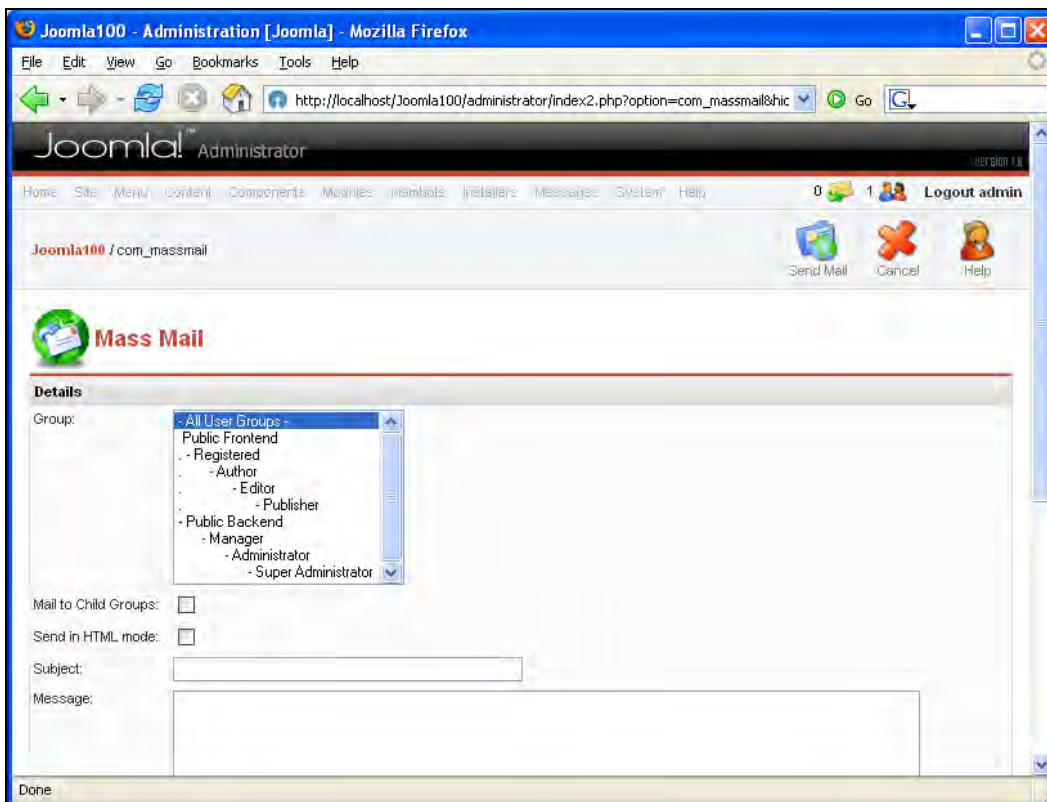 Joomla100 - Administration [Joomla] - Mozilla Firefox
File Edit View Go Bookmarks Tools Help
http://localhost/Joomla100/administrator/index2.php?option=com_massmail&hic Go G
Joomla!™ Administrator
Home Site Menu Content Components Modules Mambots Installers Messages System Help 0 1 Logout admin
Joomla100 / com_massmail
Send Mail Cancel Help
Mass Mail
Details
Group:
- All User Groups -
Public Frontend
. - Registered
. - Author
. - Editor
. - Publisher
- Public Backend
- Manager
- Administrator
- Super Administrator
Mail to Child Groups:
Send in HTML mode:
Subject:
Message:
Done